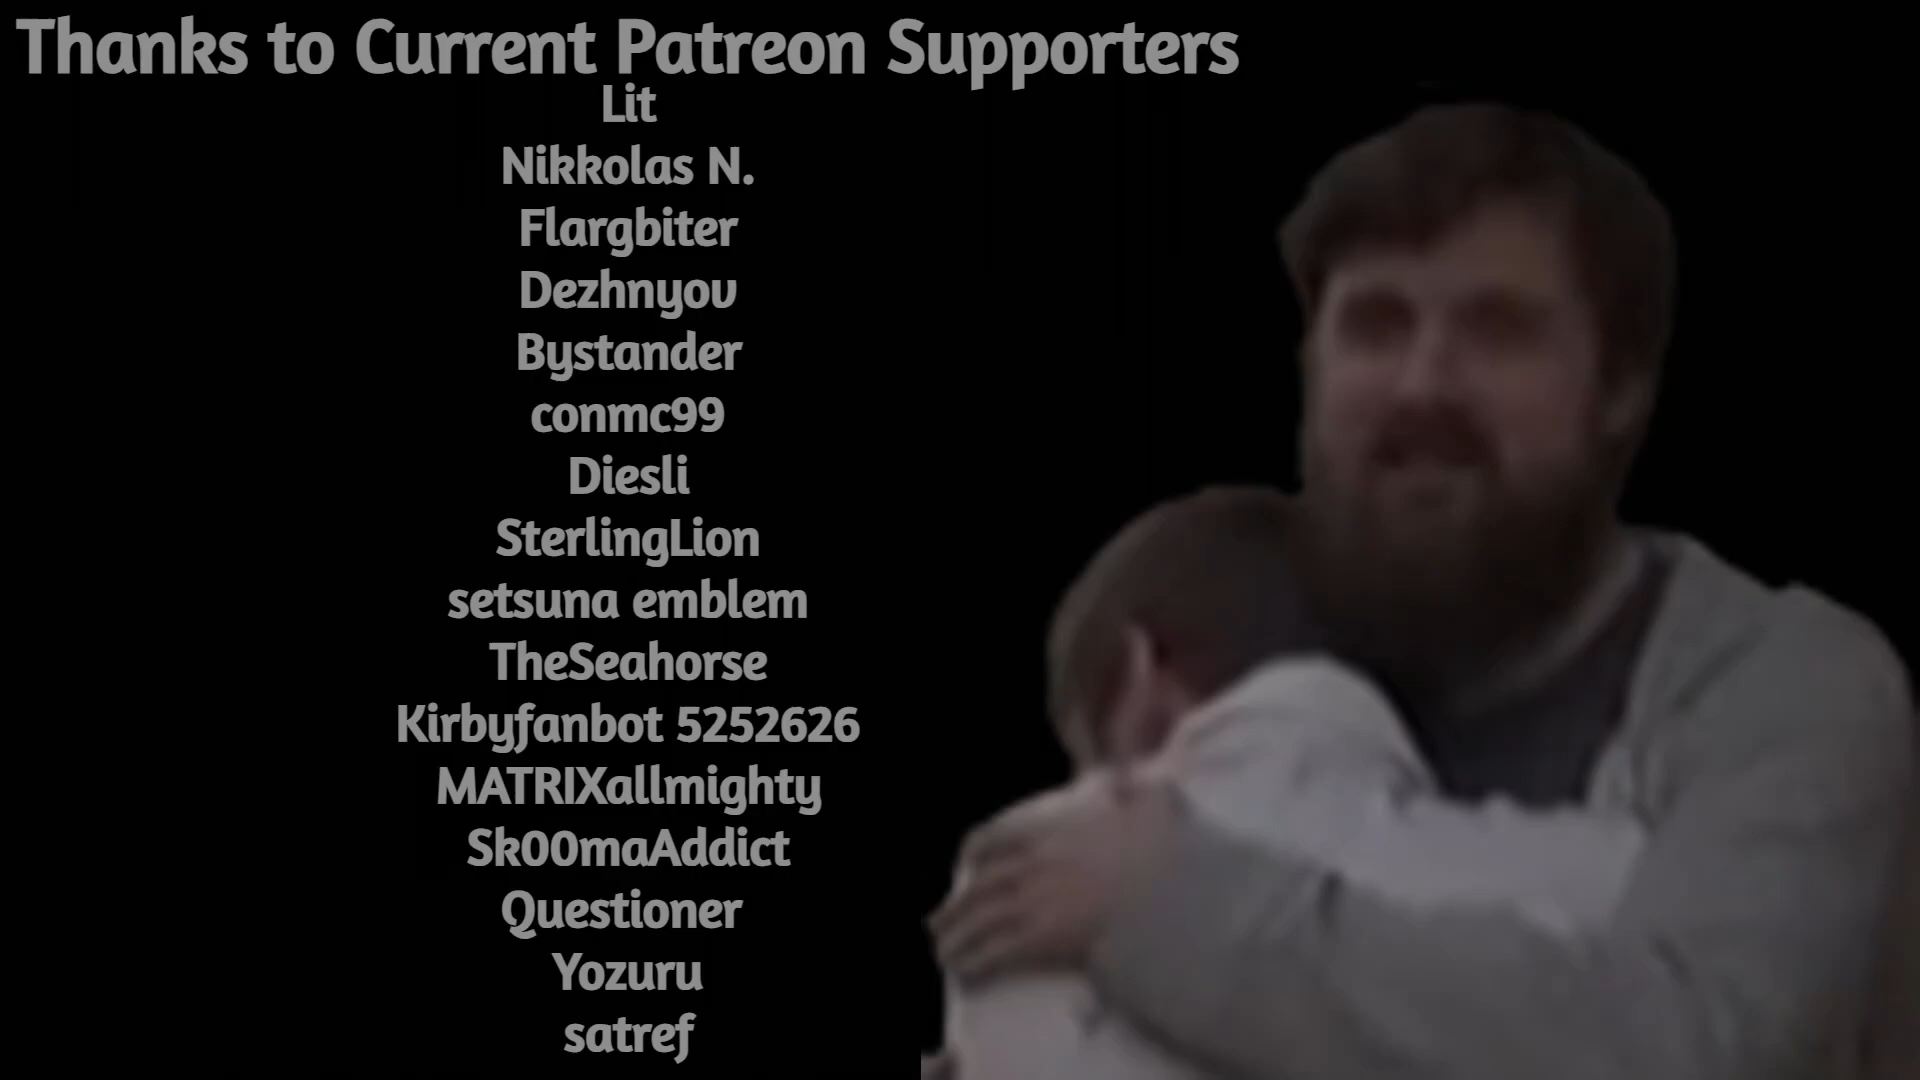 Thanks to Current Patreon Supporters
Lit
Nikkolas N.
Flargbiter
Dezhnyov
Bystander
conmc99
Diesli
SterlingLion
setsuna emblem
TheSeahorse
Kirbyfanbot 5252626
MATRIXallmighty
Sk00maAddict
Questioner
Yozuru
satref